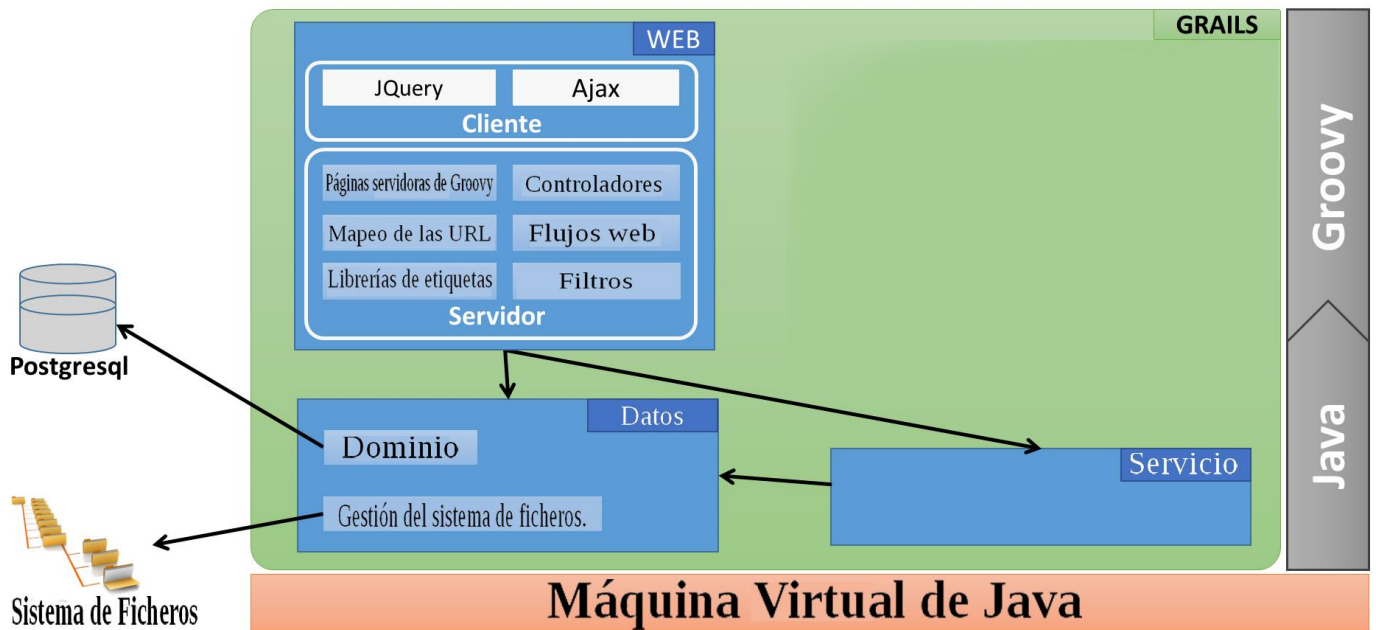 GRAILS
WEB
JQuery
Ajax
Cliente
Páginas servidoras de Groovy
Controladores
Mapeo de las URL
Flujos web
Librerías de etiquetas
Filtros
Servidor
Postgresql
Datos
Dominio
Gestión del sistema de ficheros.
Servicio
Sistema de Ficheros
Máquina Virtual de Java
Groovy
Java